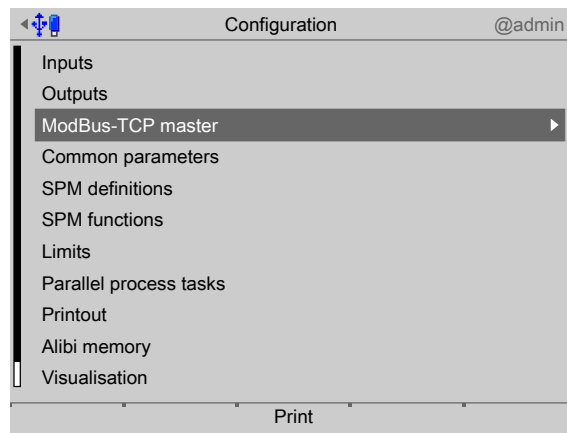 Configuration @admin
Inputs
Outputs
ModBus-TCP master
Common parameters
SPM definitions
SPM functions
Limits
Parallel process tasks
Printout
Alibi memory
Visualisation
Print